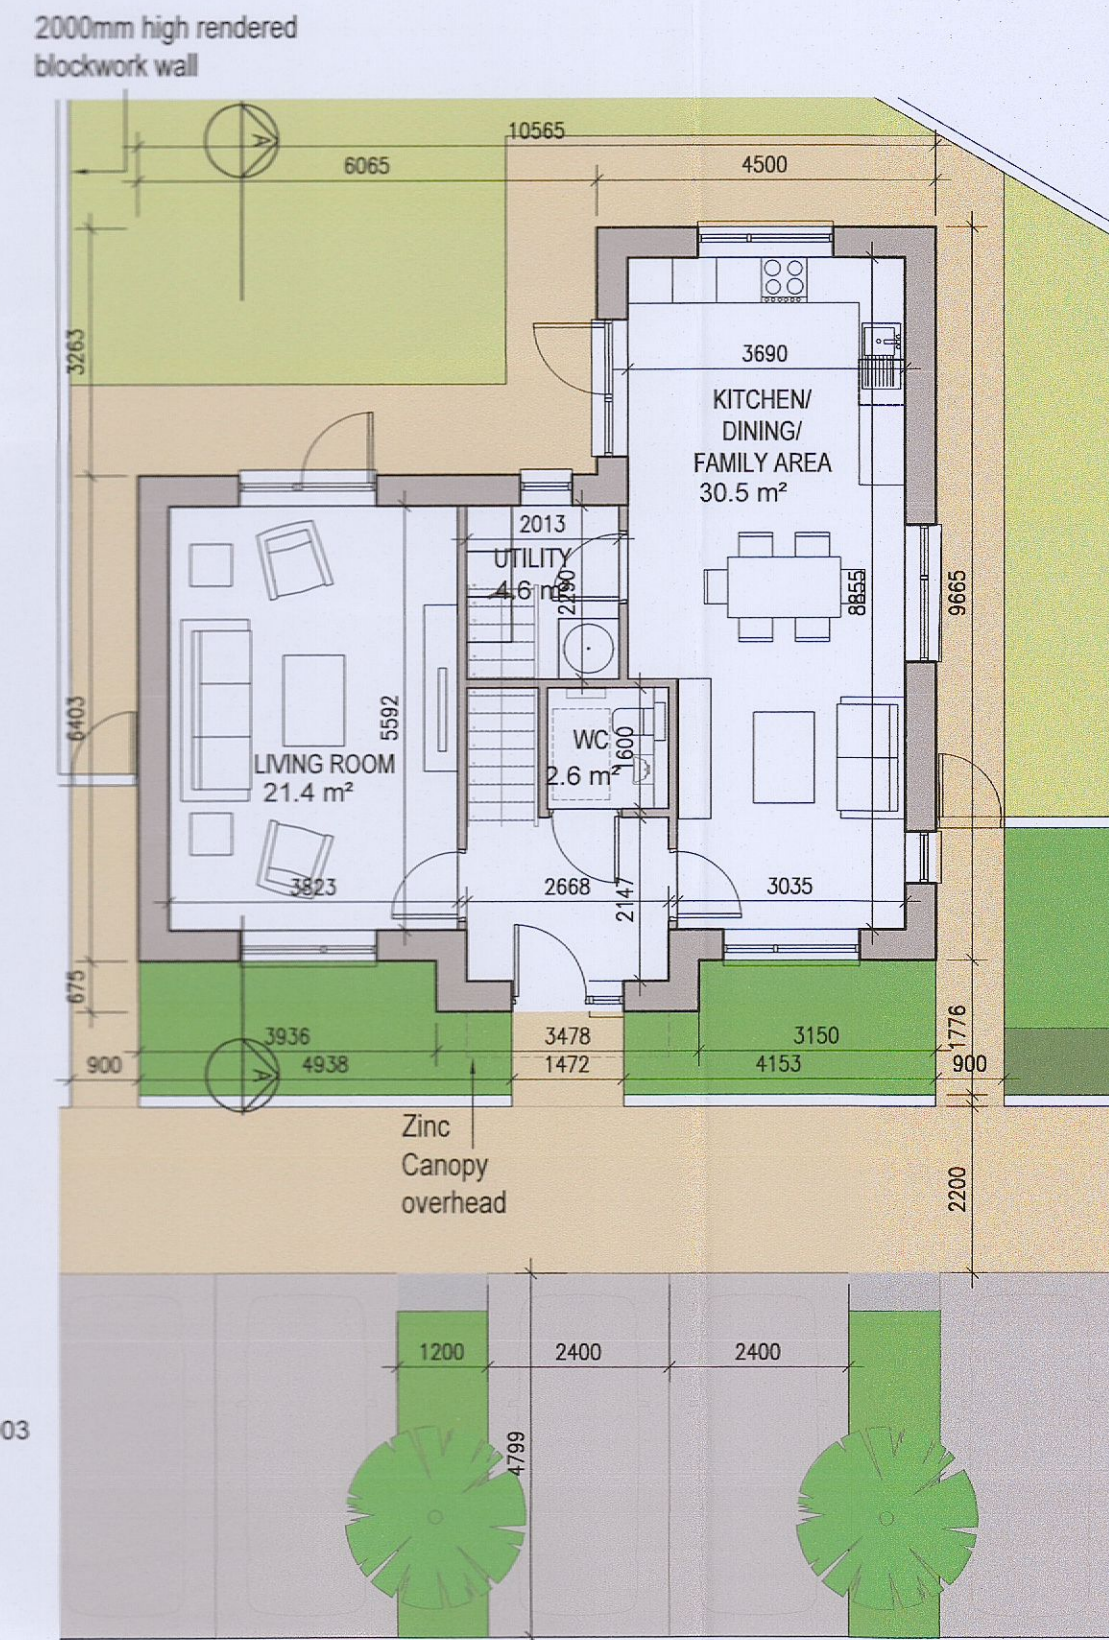 2000mm high rendered
blockwork wall
A
10565
6065
4500
3263
3690
KITCHEN/
DINING/
FAMILY AREA
30.5 m²
2013
UTILITY
4.6 m²
2290
8855
9665
6403
5592
LIVING ROOM
21.4 m²
WC
2.6 m²
1600
3823
2668
2147
3035
675
3936
3478
3150
1776
900
4938
1472
4153
900
A
Zinc
Canopy
overhead
2200
1200
2400
2400
03
4799